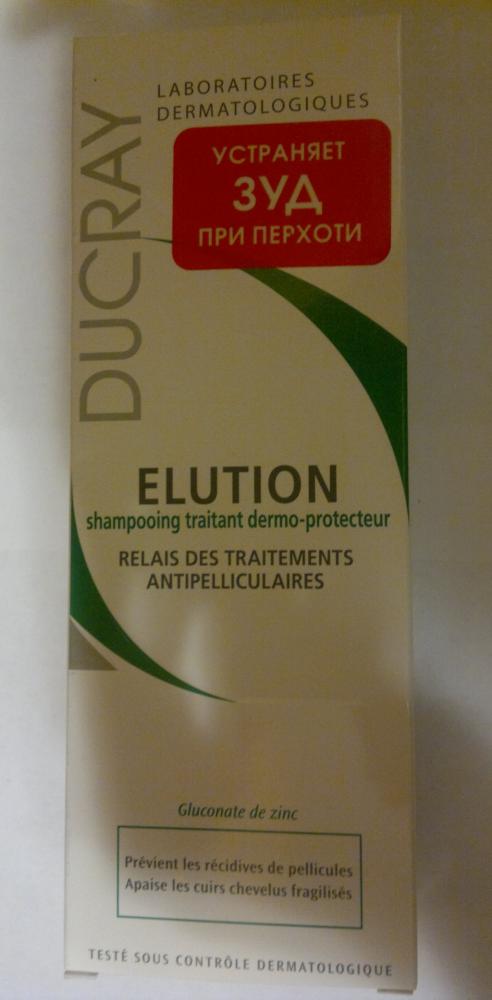 LABORATOIRES
DERMATOLOGIQUES
DUCRAY
УСТРАНЯЕТ
ЗУД
ПРИ ПЕРХОТИ
ELUTION
shampooing traitant dermo-protecteur
RELAIS DES TRAITEMENTS
ANTIPELLICULAIRES
Gluconate de zinc
Prévient les récidives de pellicules
Apaise les cuirs chevelus fragilisés
TESTÉ SOUS CONTRÔLE DERMATOLOGIQUE